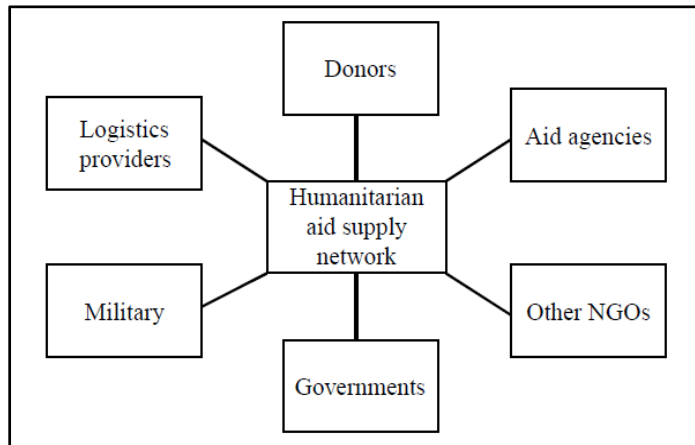 Donors
Logistics
providers
Aid agencies
Humanitarian
aid supply
network
Military
Other NGOs
Governments